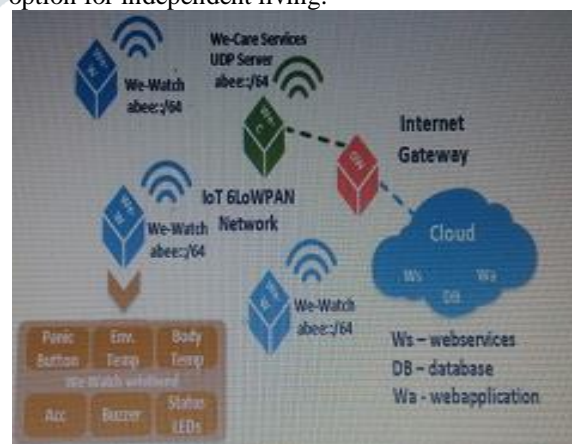 option for independent living.
We-Care Services
UDP Server
abee::/64
We-Watch
abee::/64
Internet
Gateway
GW
IoT 6LoWPAN
Network
We-Watch
abee::/64
Cloud
Ws
Wa
DB
We-Watch
abee::/64
Panic
Button
Env.
Temp
Body
Temp
We-Watch wristband
Acc
Buzzer
Status
LEDs
Ws – webservices
DB – database
Wa - webapplication